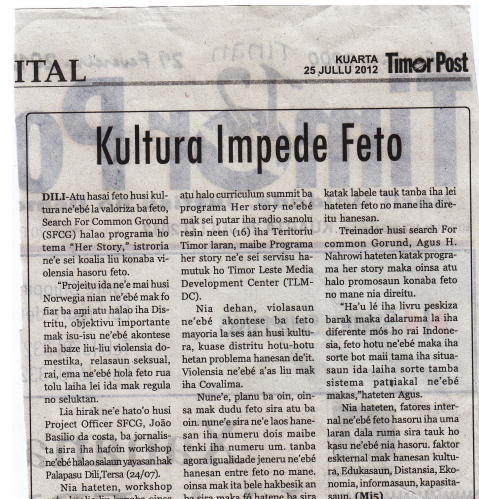 ITAL
KUARTA
25 JULLU 2012
Timor Post
Kultura Impede Feto
DILI-Atu hasai feto husi kul-
tura ne'ebé la valoriza ba feto,
Search For Common Ground
(SFCG) halao programa ho
tema "Her Story," istroria
ne'e sei koalia liu konaba vi-
olensia hasoru feto.
"Projeitu ida ne'e mai husi
Norwegia nian ne'ebé mak fo
fiar ba ami atu halao iha Dis-
tritu, objektivu importante
mak isu-isu ne'ebé akontese
iha baze liu-liu violensia do-
mestika, relasaun seksual,
rai, ema ne'ebé hola feto rua
tolu laiha lei ida mak regula
no seluktan.
Lia hirak ne'e hato'o husi
Project Officer SFCG, João
Basilio da costa, ba jornalis-
ta sira iha hafoin workshop
ne'ebé halao salaun yayasan hak
Palapasu Dili,Tersa (24/07).
Nia hateten, workshop
atu halo curriculum summit ba
programa Her story ne'ebé
mak sei putar iha radio sanolu
resin neen (16) iha Teritoriu
Timor laran, maibe Programa
her story ne'e sei servisu ha-
mutuk ho Timor Leste Media
Development Center (TLM-
DC).
Nia dehan, violasaun
ne'ebé akontese ba feto
mayoria la ses aan husi kultu-
ra, kuase distritu hotu-hotu
hetan problema hanesan de'it.
Violensia ne'ebé a'as liu mak
iha Covalima.
Nune'e, planu ba oin, oin-
sa mak dudu feto sira atu ba
oin. nune'e sira ne'e laos hane-
san iha numeru dois maibe
tenki iha numeru um. tanba
agora igualidade jeneru ne'ebé
hanesan entre feto no mane.
oinsa mak ita bele hakbesik an
ba sira maka fó hatene ba sira
katak labele tauk tanba iha lei
hateten feto no mane iha dire-
itu hanesan.
Treinador husi search For
common Gorund, Agus H.
Nahrowi hateten katak progra-
ma her story maka oinsa atu
halo promosaun konaba feto
no mane nia direitu.
"Ha'u lé iha livru peskiza
barak maka dalaruma la iha
diferente mós ho rai Indone-
sia, feto hotu ne'ebé maka iha
sorte bot maii tama iha situa-
saun ida laiha sorte tamba
sistema patriakal ne'ebé
makas,"hateten Agus.
Nia hateten, fatores inter-
nal ne'ebé feto hasoru iha uma
laran dala ruma sira tauk ho
kasu ne'ebé nia hasoru. faktor
eskternal mak hanesan kultu-
ra, Edukasaun, Distansia, Eko-
nomia, informasaun, kapasita-
saun. (Mj5)